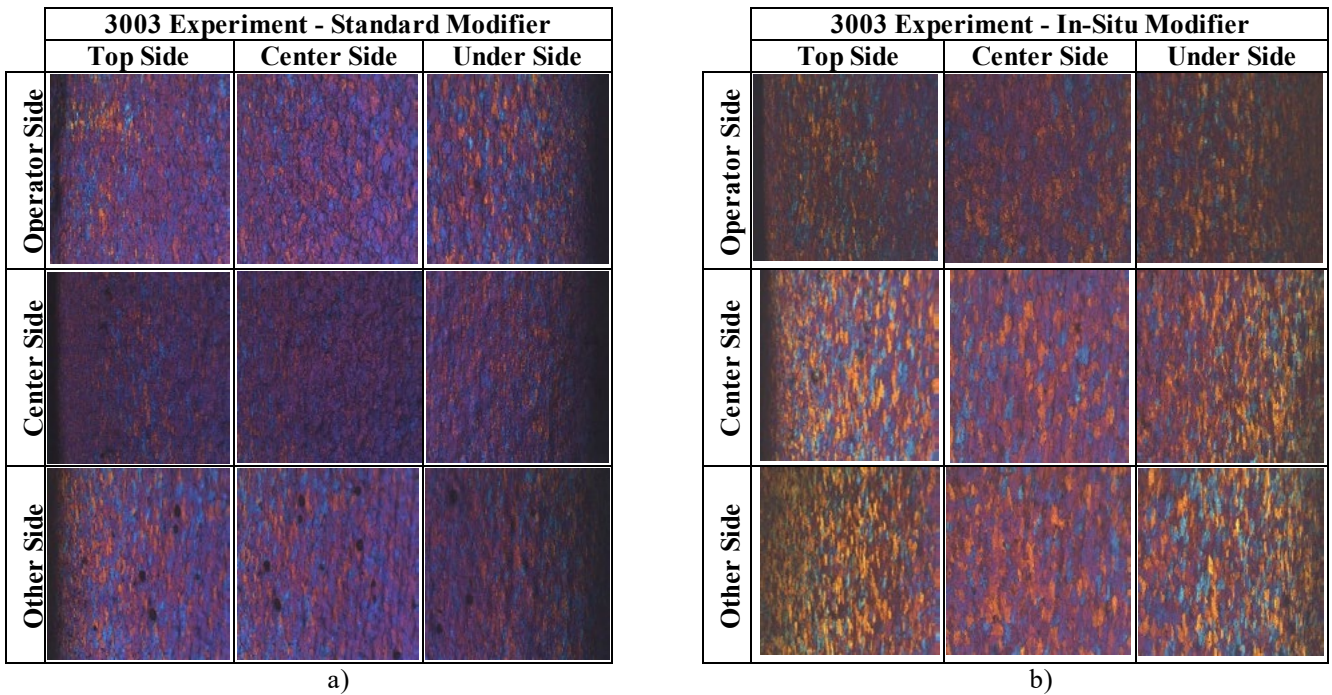 3003 Experiment - Standard Modifier
Top Side Center Side Under Side
Operator Side
Center Side
Other Side
a)
3003 Experiment - In-Situ Modifier
Top Side Center Side Under Side
Operator Side
Center Side
Other Side
b)